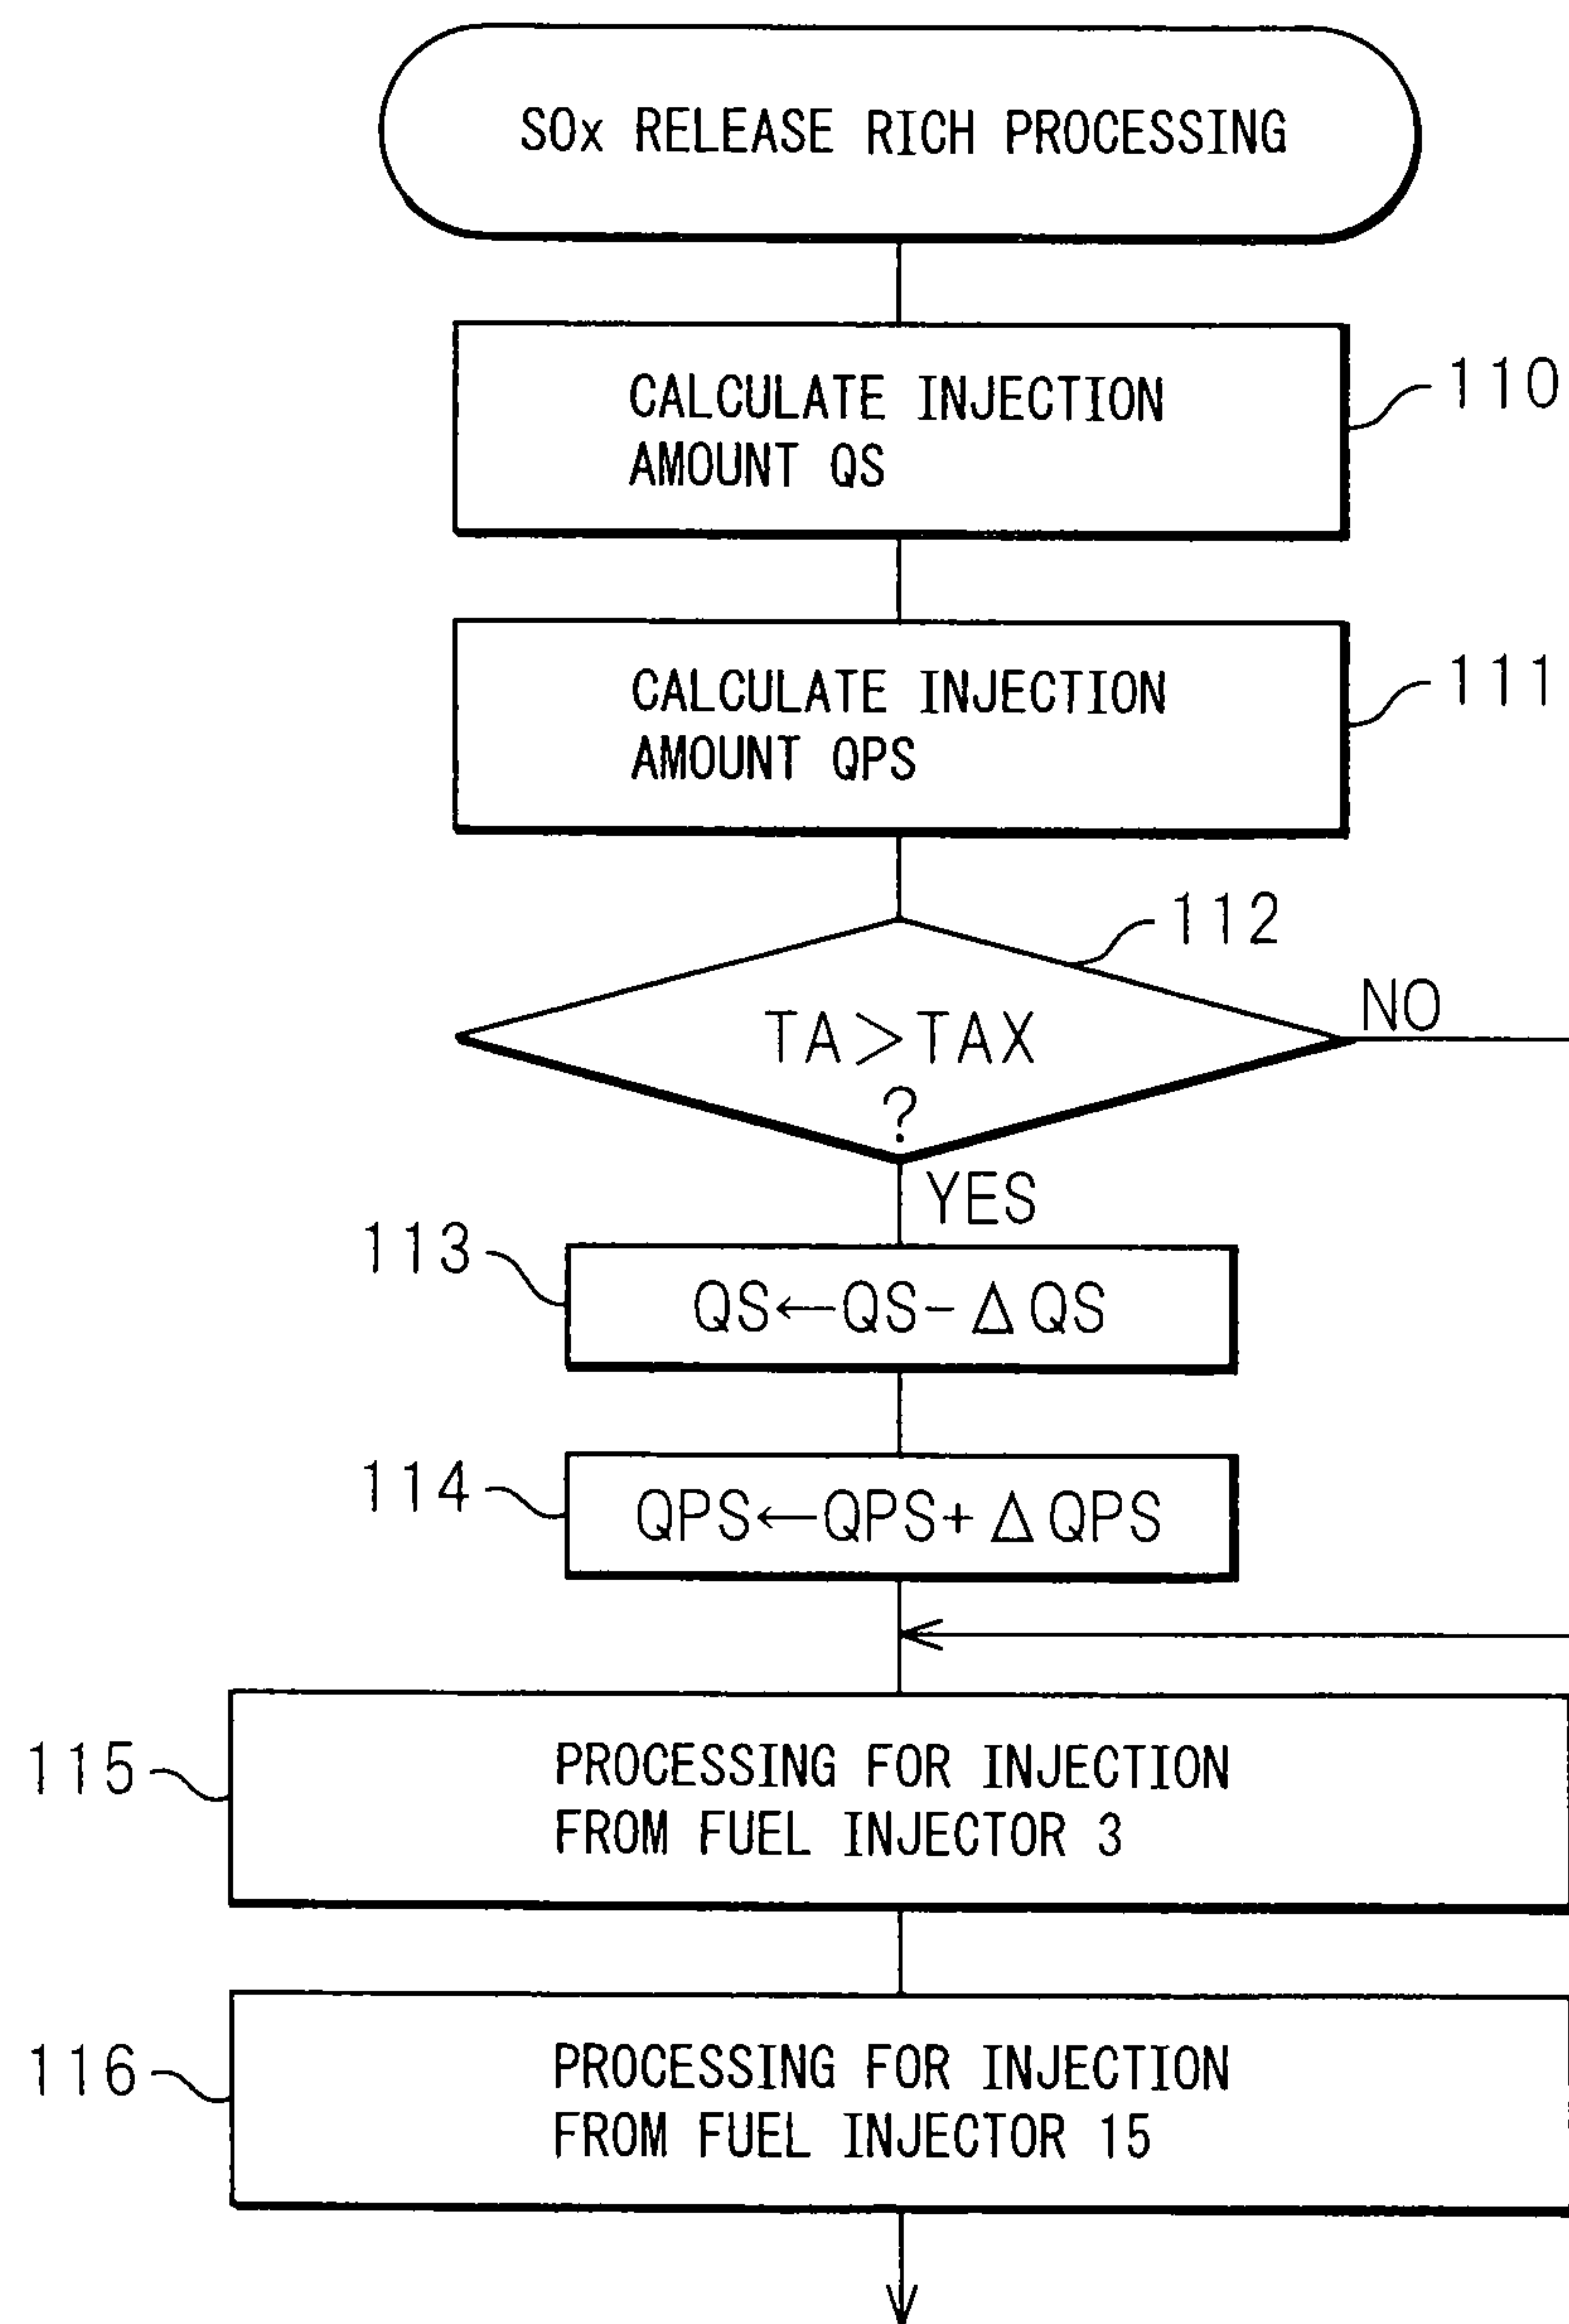 SOx RELEASE RICH PROCESSING
CALCULATE INJECTION
AMOUNT QS
110
CALCULATE INJECTION
AMOUNT QPS
111
112
TA>TAX
?
NO
YES
113
QS←QS-ΔQS
114
QPS←QPS+ΔQPS
115
PROCESSING FOR INJECTION
FROM FUEL INJECTOR 3
116
PROCESSING FOR INJECTION
FROM FUEL INJECTOR 15